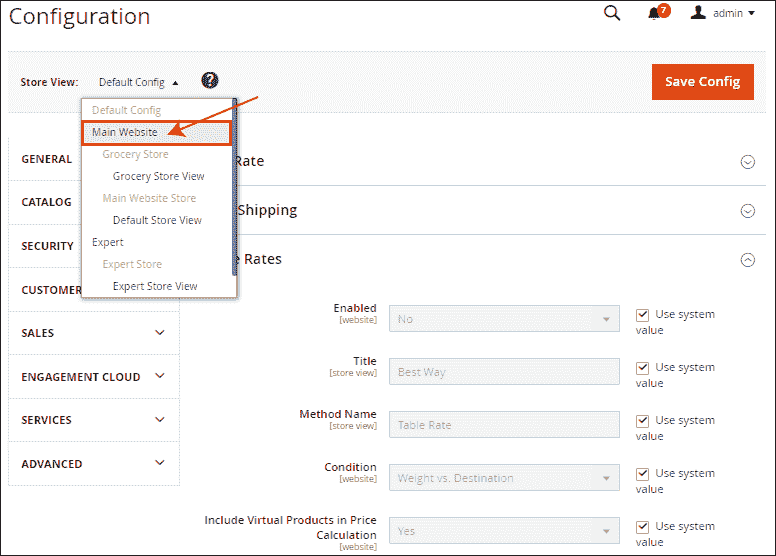 Configuration
7
admin
Store View: Default Config
?
Save Config
Default Config
Main Website
Grocery Store
Grocery Store View
Main Website Store
Default Store View
Expert
Expert Store
Expert Store View
GENERAL
CATALOG
SECURITY
CUSTOMER
SALES
ENGAGEMENT CLOUD
SERVICES
ADVANCED
Rate
Shipping
Rates
Enabled
[website]
No
Use system
value
Title
[store view]
Best Way
Use system
value
Method Name
[store view]
Table Rate
Use system
value
Condition
[website]
Weight vs. Destination
Use system
value
Include Virtual Products in Price
Calculation
[website]
Yes
Use system
value